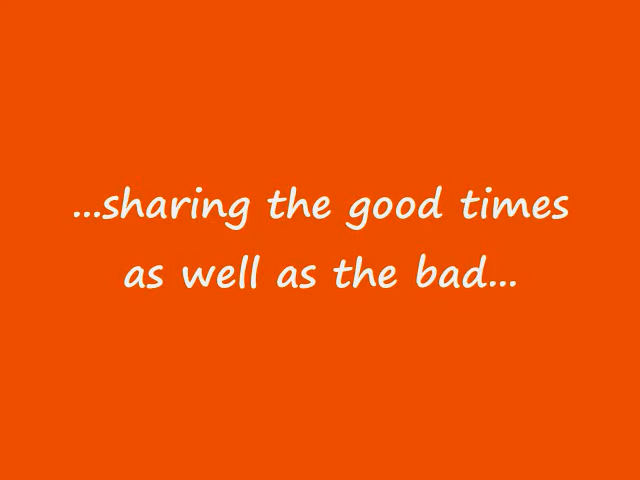 ...sharing the good times
as well as the bad...